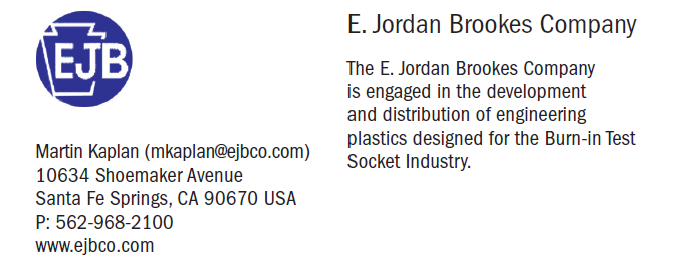 EJB
Martin Kaplan (mkaplan@ejbco.com)
10634 Shoemaker Avenue
Santa Fe Springs, CA 90670 USA
P: 562-968-2100
www.ejbco.com
E. Jordan Brookes Company
The E. Jordan Brookes Company
is engaged in the development
and distribution of engineering
plastics designed for the Burn-in Test
Socket Industry.